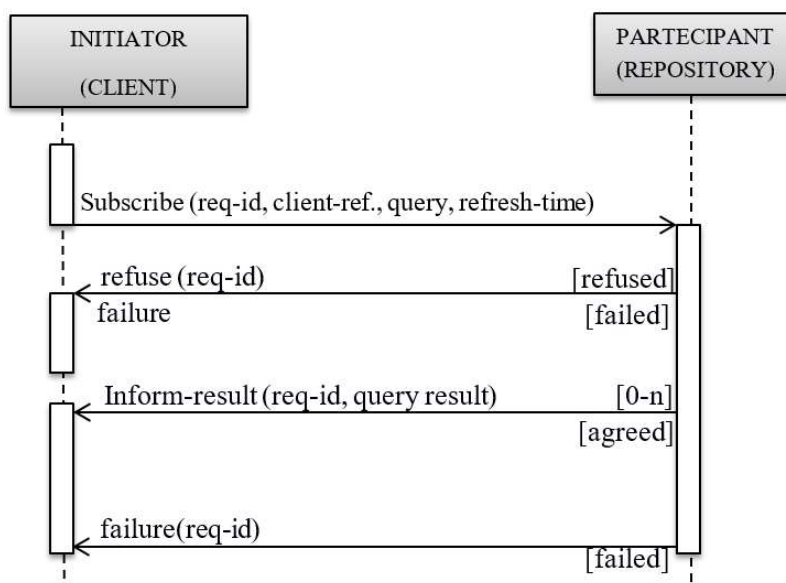 INITIATOR
(CLIENT)
PARTECIPANT
(REPOSITORY)
Subscribe (req-id, client-ref., query, refresh-time)
refuse (req-id) [refused]
failure [failed]
Inform-result (req-id, query result) [0-n]
[agreed]
failure(req-id)
[failed]